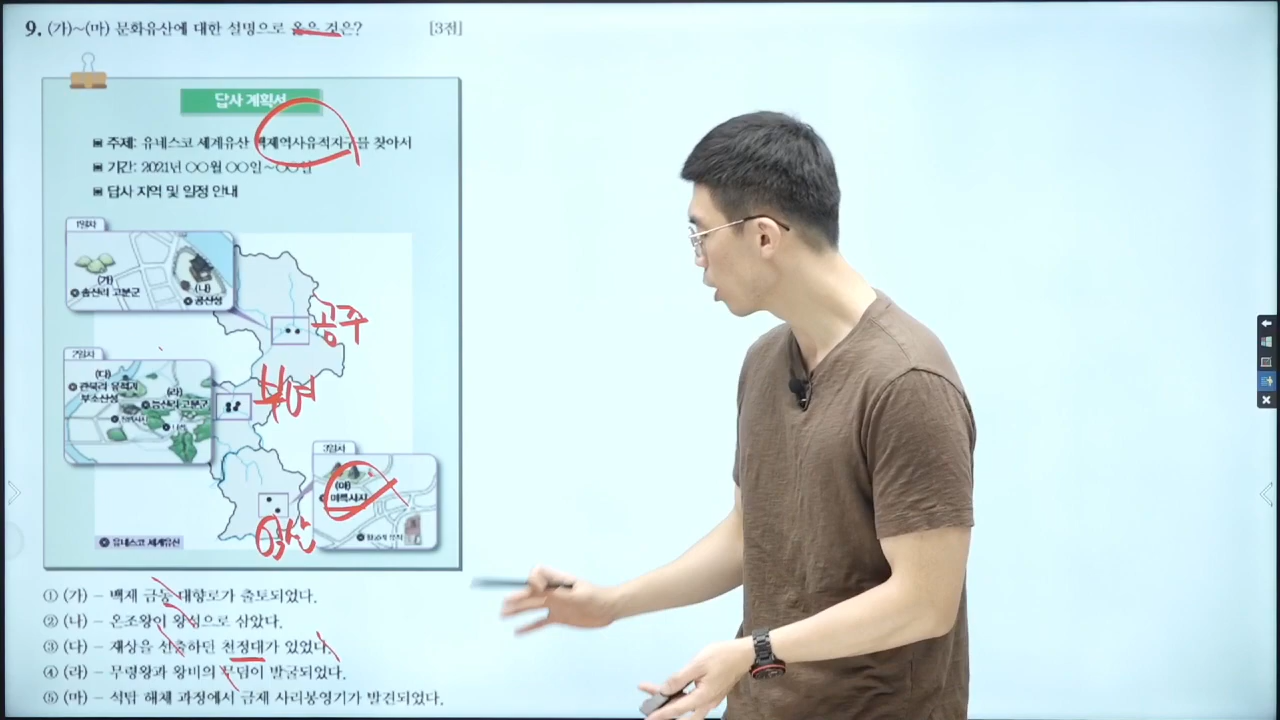 9. (가)~(마) 문화유산에 대한 설명으로 옳은 것은? [3점]
답사 계획서
주제: 유네스코 세계유산 백제역사유적지구를 찾아서
기간: 2021년 ○○월 ○○일~○○일
답사 지역 및 일정 안내
1일차
(가)
송산리 고분군
(나)
공산성
공주
2일차
(다)
관북리 유적과
부소산성
(라)
능산리 고분군
부여
3일차
(마)
미륵사지
익산
유네스코 세계유산
① (가) - 백제 금동 대향로가 출토되었다.
② (나) - 온조왕이 왕성으로 삼았다.
③ (다) - 재상을 선출하던 천정대가 있었다.
④ (라) - 무령왕과 왕비의 무덤이 발굴되었다.
⑤ (마) - 석탑 해체 과정에서 금제 사리봉영기가 발견되었다.